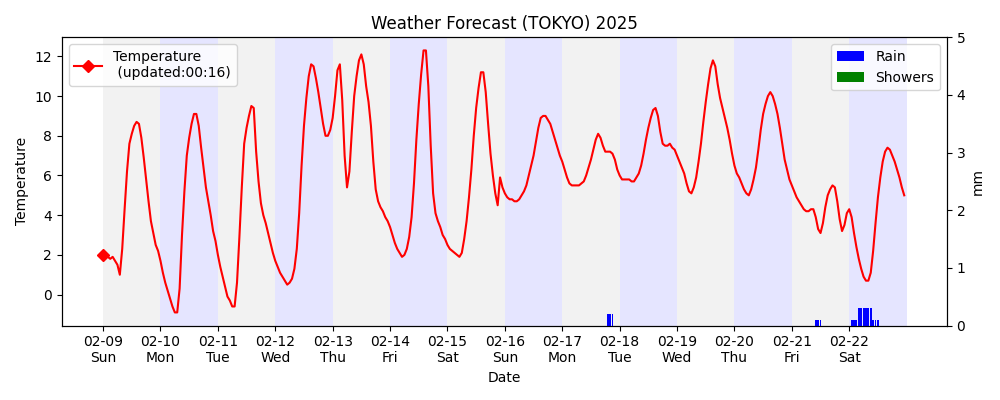 Weather Forecast (TOKYO) 2025
Temperature
(updated:00:16)
Rain
Showers
Temperature
12
10
8
6
4
2
0
5
4
3
2
1
0
mm
02-09 02-10 02-11 02-12 02-13 02-14 02-15 02-16 02-17 02-18 02-19 02-20 02-21 02-22
Sun Mon Tue Wed Thu Fri Sat Sun Mon Tue Wed Thu Fri Sat
Date